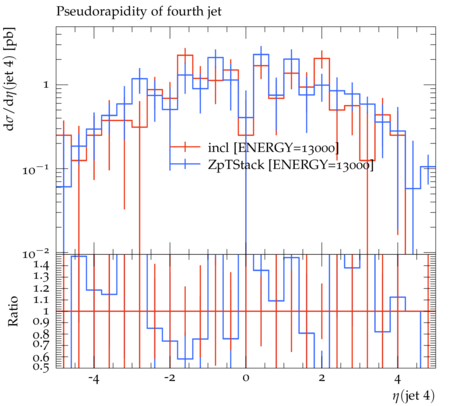 Pseudorapidity of fourth jet
dσ/dη(jet 4) [pb]
1
10⁻¹
10⁻²
incl [ENERGY=13000]
ZpTStack [ENERGY=13000]
Ratio
1.4
1.3
1.2
1.1
1
0.9
0.8
0.7
0.6
0.5
-4 -2 0 2 4
η(jet 4)